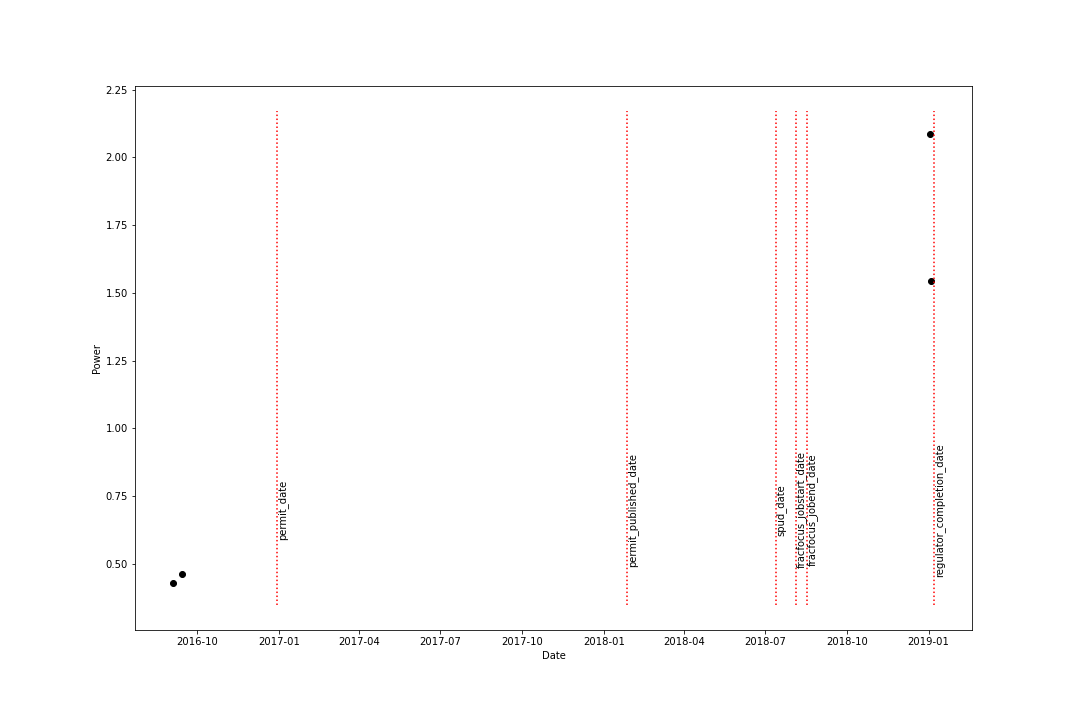 2.25
2.00
1.75
1.50
1.25
1.00
0.75
0.50
Power
permit_date
permit_published_date
spud_date
fracfocus_jobstart_date
fracfocus_jobend_date
regulator_completion_date
2016-10
2017-01
2017-04
2017-07
2017-10
2018-01
2018-04
2018-07
2018-10
2019-01
Date